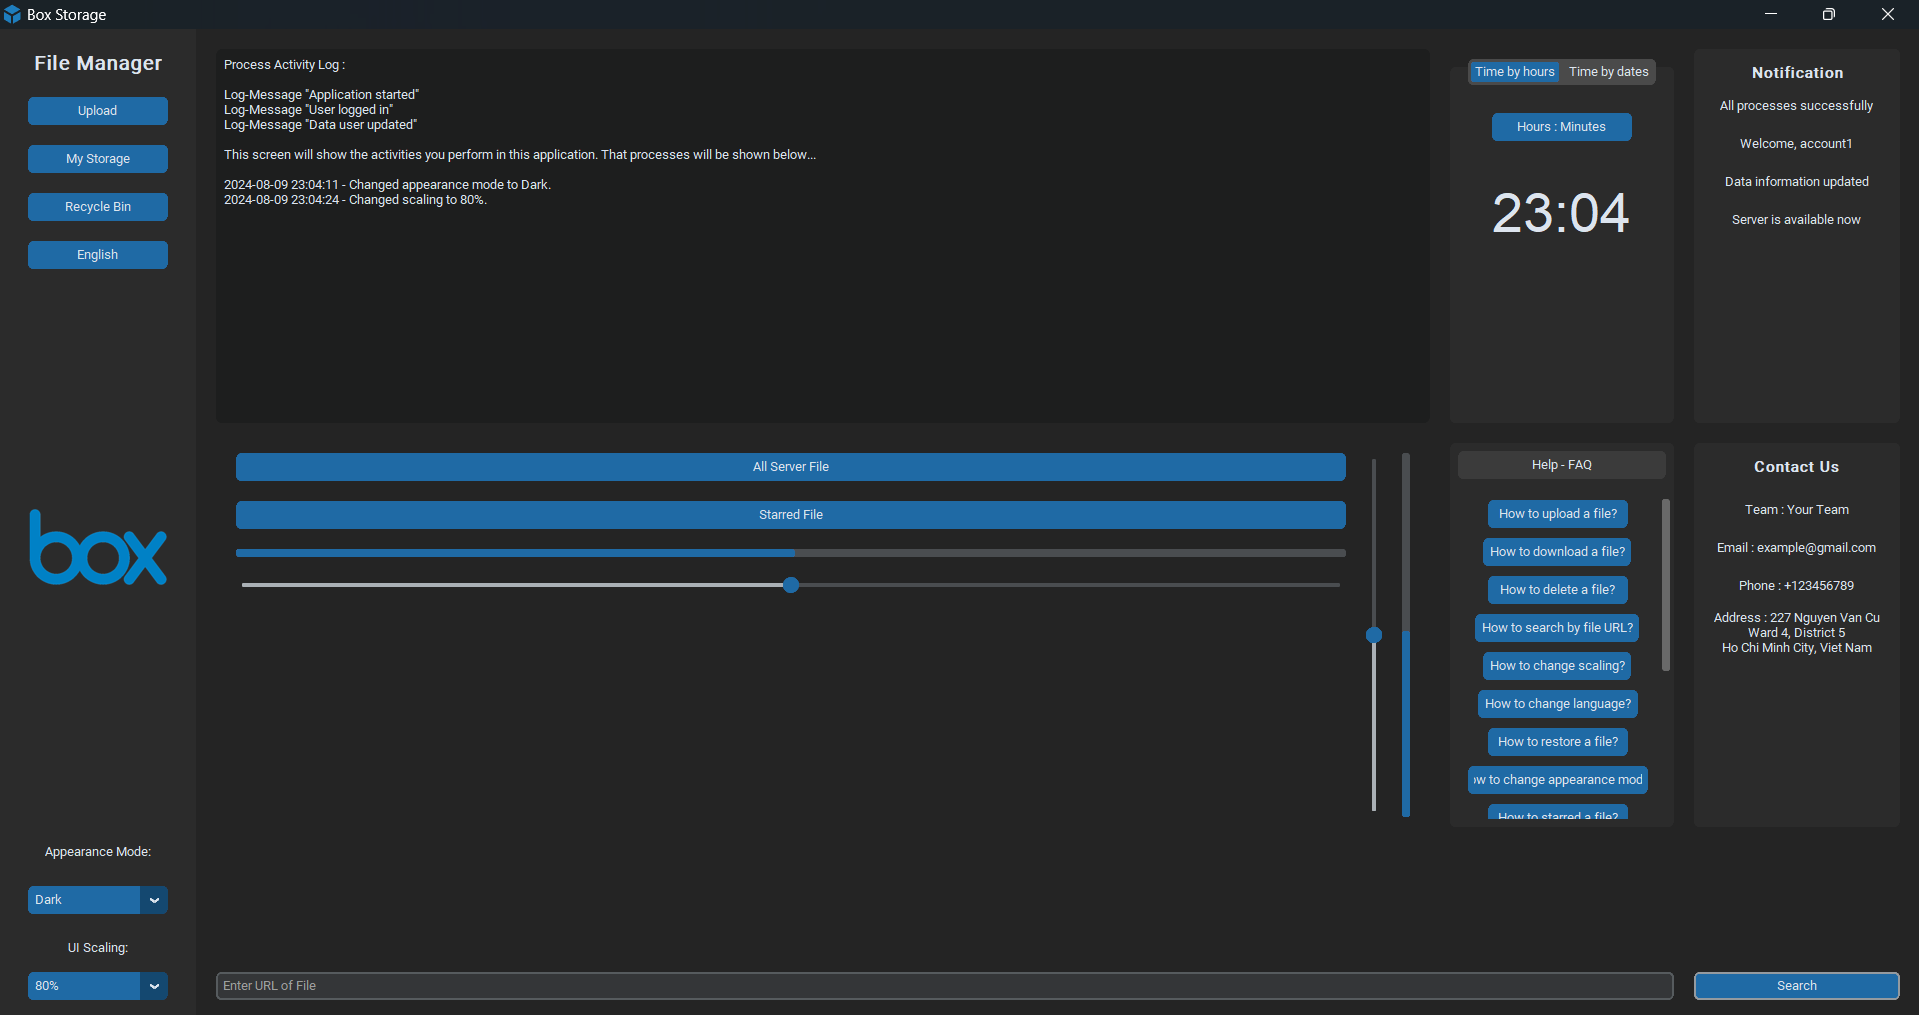 Box Storage
File Manager
Upload
My Storage
Recycle Bin
English
box
Appearance Mode:
Dark
UI Scaling:
80%
Process Activity Log :
Log-Message "Application started"
Log-Message "User logged in"
Log-Message "Data user updated"
This screen will show the activities you perform in this application. That processes will be shown below...
2024-08-09 23:04:11 - Changed appearance mode to Dark.
2024-08-09 23:04:24 - Changed scaling to 80%.
All Server File
Starred File
Time by hours Time by dates
Hours : Minutes
23:04
Notification
All processes successfully
Welcome, account1
Data information updated
Server is available now
Help - FAQ
How to upload a file?
How to download a file?
How to delete a file?
How to search by file URL?
How to change scaling?
How to change language?
How to restore a file?
to change appearance mod
How to starred a file?
Contact Us
Team : Your Team
Email : example@gmail.com
Phone : +123456789
Address : 227 Nguyen Van Cu
Ward 4, District 5
Ho Chi Minh City, Viet Nam
Enter URL of File
Search